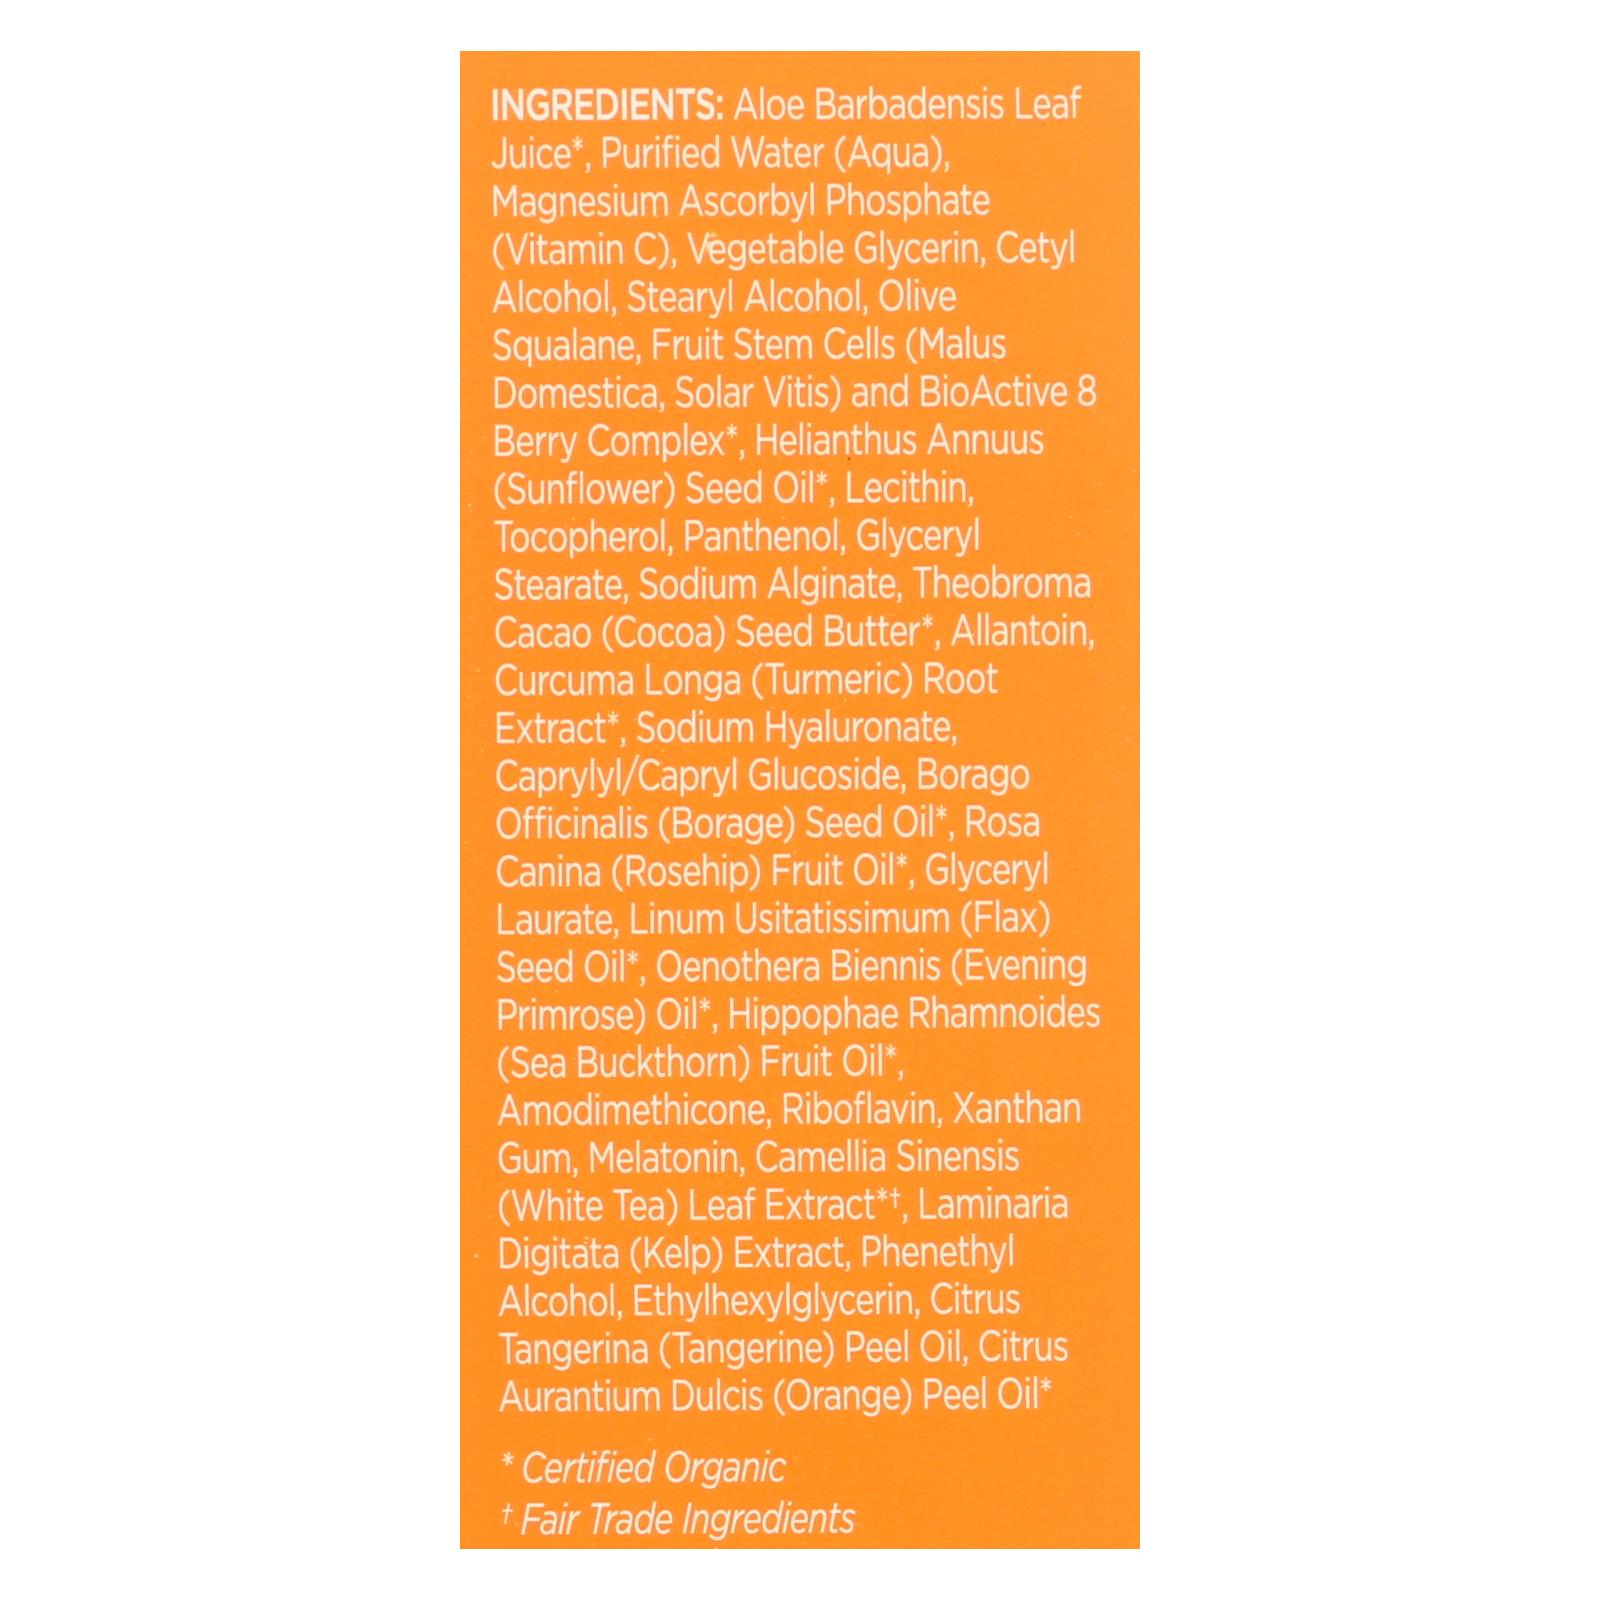 INGREDIENTS: Aloe Barbadensis Leaf
Juice*, Purified Water (Aqua),
Magnesium Ascorbyl Phosphate
(Vitamin C), Vegetable Glycerin, Cetyl
Alcohol, Stearyl Alcohol, Olive
Squalane, Fruit Stem Cells (Malus
Domestica, Solar Vitis) and BioActive 8
Berry Complex*, Helianthus Annuus
(Sunflower) Seed Oil*, Lecithin,
Tocopherol, Panthenol, Glyceryl
Stearate, Sodium Alginate, Theobroma
Cacao (Cocoa) Seed Butter*, Allantoin,
Curcuma Longa (Turmeric) Root
Extract*, Sodium Hyaluronate,
Caprylyl/Capryl Glucoside, Borago
Officinalis (Borage) Seed Oil*, Rosa
Canina (Rosehip) Fruit Oil*, Glyceryl
Laurate, Linum Usitatissimum (Flax)
Seed Oil*, Oenothera Biennis (Evening
Primrose) Oil*, Hippophae Rhamnoides
(Sea Buckthorn) Fruit Oil*,
Amodimethicone, Riboflavin, Xanthan
Gum, Melatonin, Camellia Sinensis
(White Tea) Leaf Extract*†, Laminaria
Digitata (Kelp) Extract, Phenethyl
Alcohol, Ethylhexylglycerin, Citrus
Tangerina (Tangerine) Peel Oil, Citrus
Aurantium Dulcis (Orange) Peel Oil*
* Certified Organic
† Fair Trade Ingredients